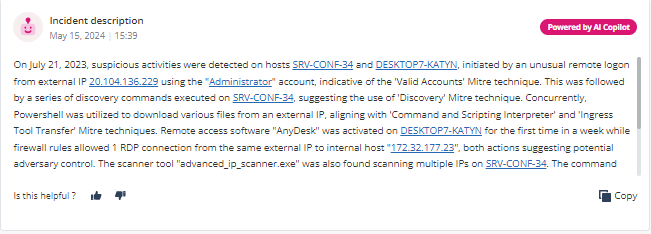 Incident description
Powered by AI Copilot
May 15, 2024 | 15:39
On July 21, 2023, suspicious activities were detected on hosts SRV-CONF-34 and DESKTOP7-KATYN, initiated by an unusual remote logon
from external IP 20.104.136.229 using the "Administrator" account, indicative of the 'Valid Accounts' Mitre technique. This was followed
by a series of discovery commands executed on SRV-CONF-34, suggesting the use of 'Discovery' Mitre technique. Concurrently,
Powershell was utilized to download various files from an external IP, aligning with 'Command and Scripting Interpreter' and 'Ingress
Tool Transfer' Mitre techniques. Remote access software "AnyDesk" was activated on DESKTOP7-KATYN for the first time in a week while
firewall rules allowed 1 RDP connection from the same external IP to internal host "172.32.177.23", both actions suggesting potential
adversary control. The scanner tool "advanced_ip_scanner.exe" was also found scanning multiple IPs on SRV-CONF-34. The command
Is this helpful ?
Copy